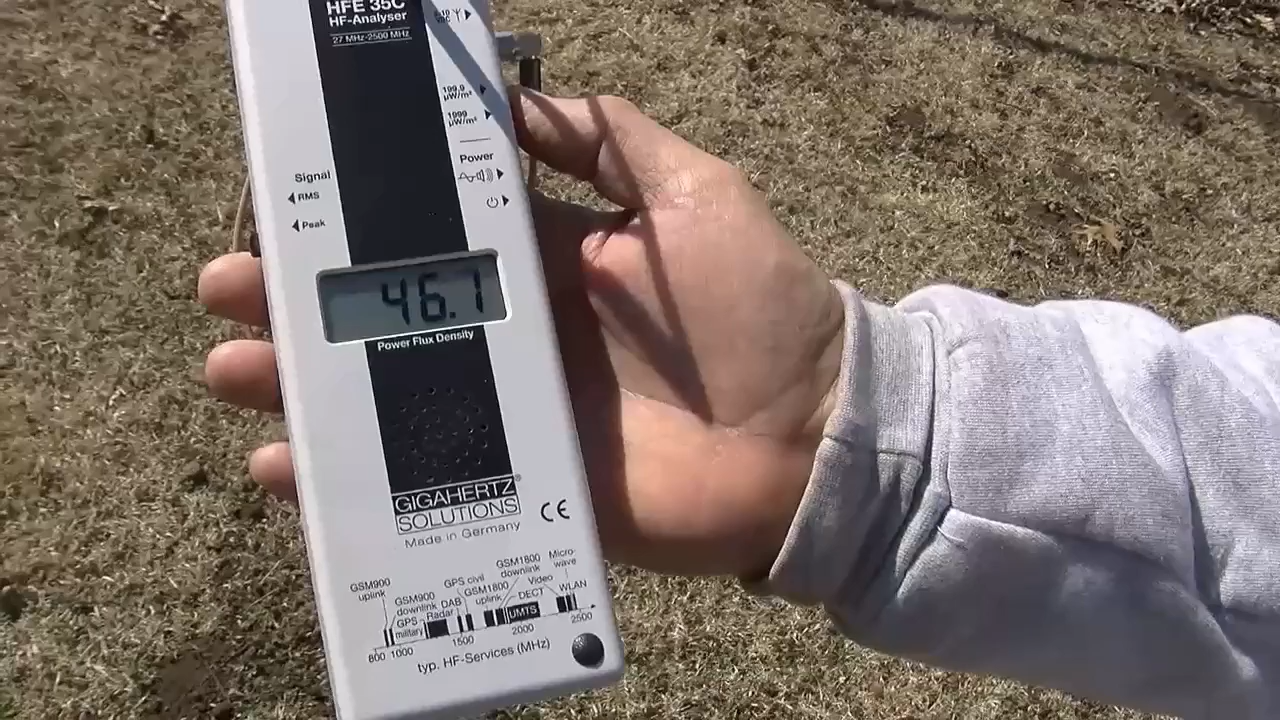 HFE 35C
HF-Analyser
27 MHz-2500 MHz
199.9
µW/m²
1999
µW/m²
Power
Signal
RMS
Peak
46.1
Power Flux Density
GIGAHERTZ
SOLUTIONS
Made in Germany
CE
GSM900
uplink
GSM900
downlink
GPS
military
Radar
DAB
GPS civil
GSM1800
uplink
GSM1800
downlink
Video
DECT
UMTS
Micro-
wave
WLAN
800 1000 1500 2000 2500
typ. HF-Services (MHz)